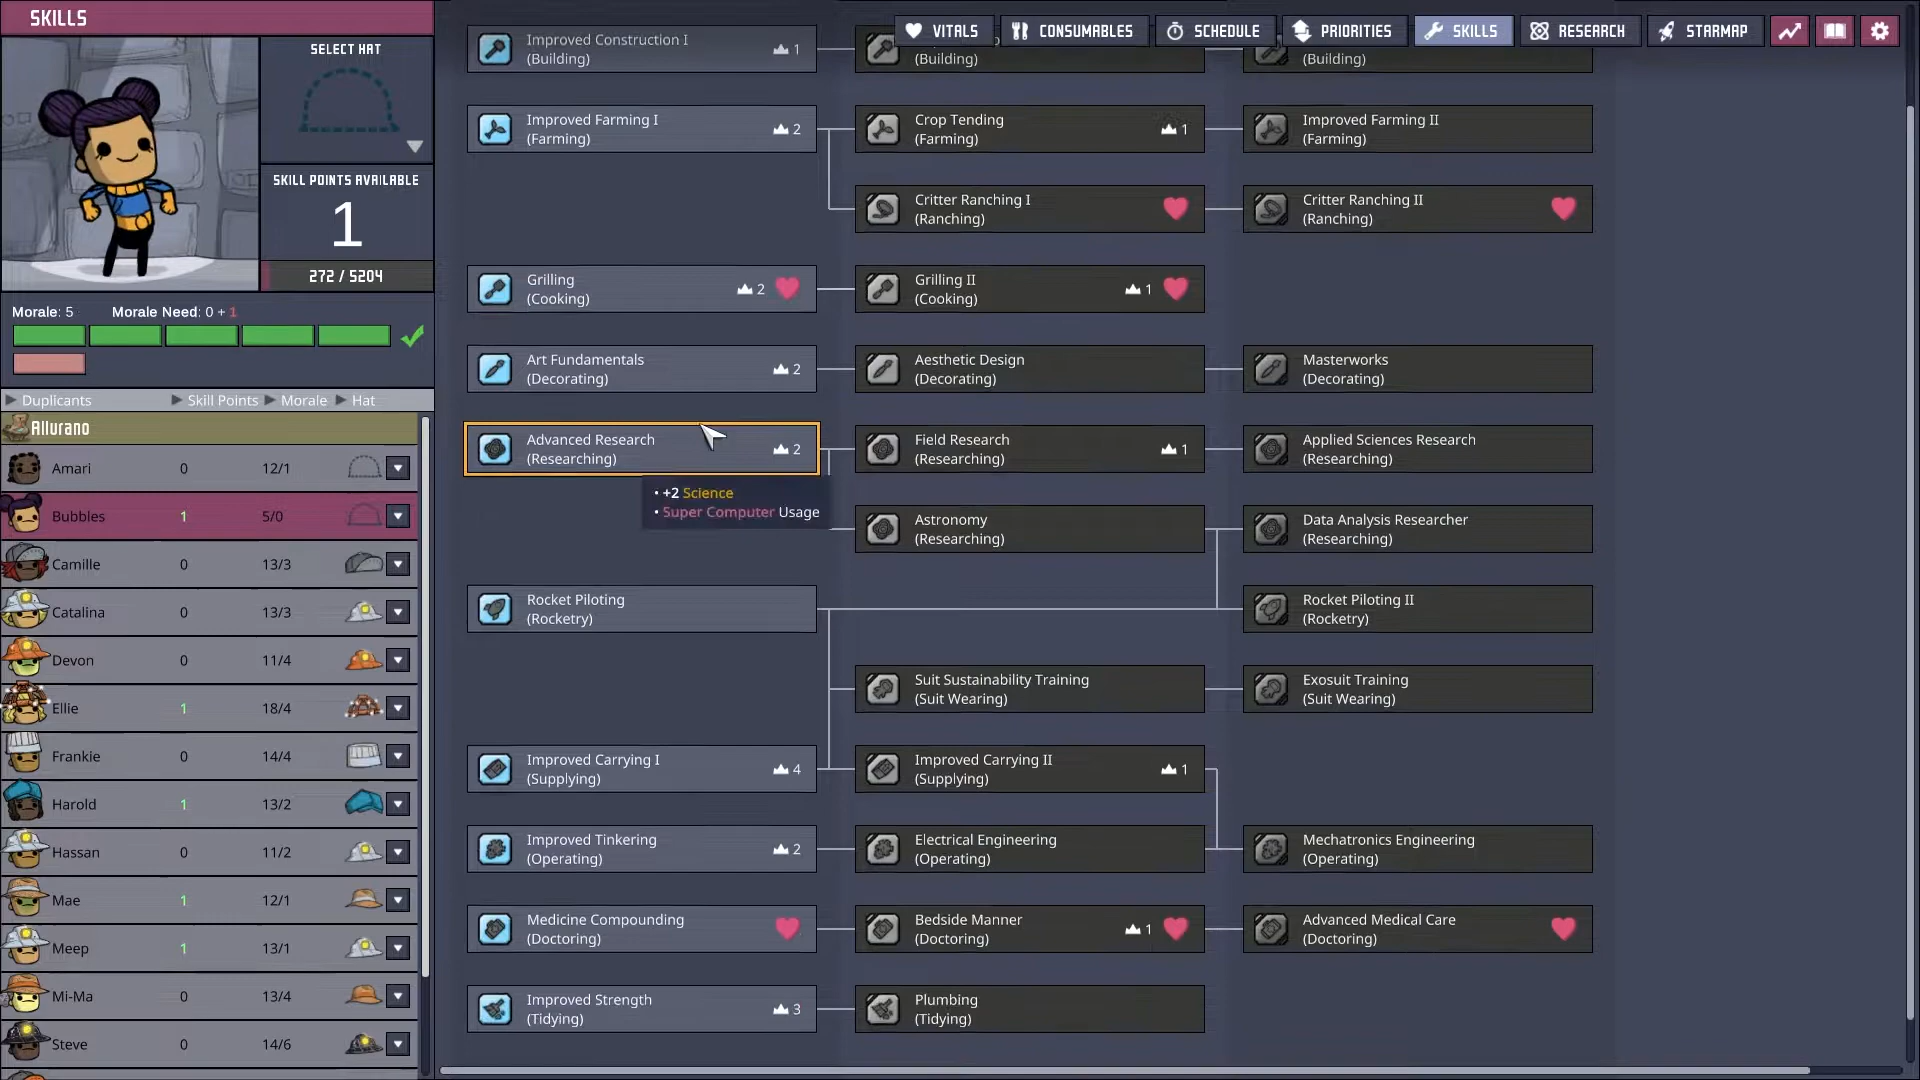 SKILLS
SELECT HAT
SKILL POINTS AVAILABLE
1
272 / 5204
Morale: 5 Morale Need: 0 + 1
Duplicants Skill Points Morale Hat
Allurano
Amari 0 12/1
Bubbles 1 5/0
Camille 0 13/3
Catalina 0 13/3
Devon 0 11/4
Ellie 1 18/4
Frankie 0 14/4
Harold 1 13/2
Hassan 0 11/2
Mae 1 12/1
Meep 1 13/1
Mi-Ma 0 13/4
Steve 0 14/6
VITALS CONSUMABLES SCHEDULE PRIORITIES SKILLS RESEARCH STARMAP
Improved Construction I 1
(Building) (Building) (Building)
Improved Farming I 2 Crop Tending 1 Improved Farming II
(Farming) (Farming) (Farming)
Critter Ranching I Critter Ranching II
(Ranching) (Ranching)
Grilling 2 Grilling II 1
(Cooking) (Cooking)
Art Fundamentals 2 Aesthetic Design Masterworks
(Decorating) (Decorating) (Decorating)
Advanced Research 2 Field Research 1 Applied Sciences Research
(Researching) (Researching) (Researching)
• +2 Science
• Super Computer Usage
Astronomy Data Analysis Researcher
(Researching) (Researching)
Rocket Piloting Rocket Piloting II
(Rocketry) (Rocketry)
Suit Sustainability Training Exosuit Training
(Suit Wearing) (Suit Wearing)
Improved Carrying I 4 Improved Carrying II 1
(Supplying) (Supplying)
Improved Tinkering 2 Electrical Engineering Mechatronics Engineering
(Operating) (Operating) (Operating)
Medicine Compounding Bedside Manner 1 Advanced Medical Care
(Doctoring) (Doctoring) (Doctoring)
Improved Strength 3 Plumbing
(Tidying) (Tidying)